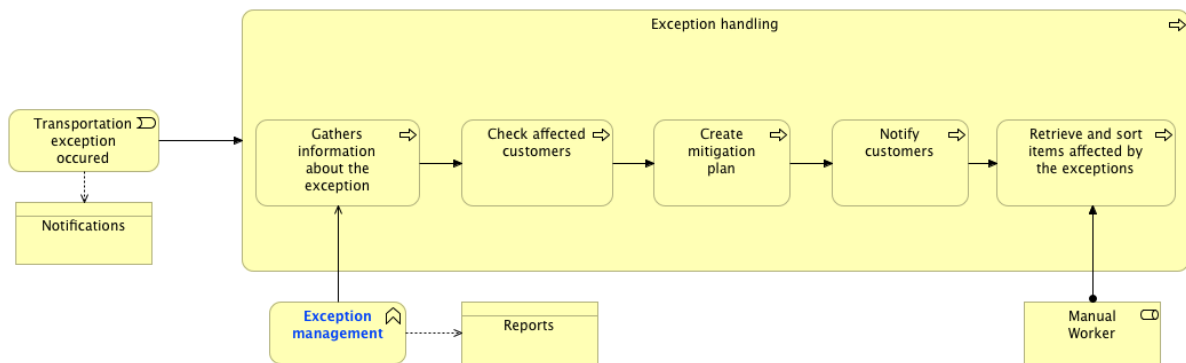 Exception handling
Transportation
exception
occured
Gathers
information
about the
exception
Check affected
customers
Create
mitigation
plan
Notify
customers
Retrieve and sort
items affected by
the exceptions
Notifications
Exception
management
Reports
Manual
Worker